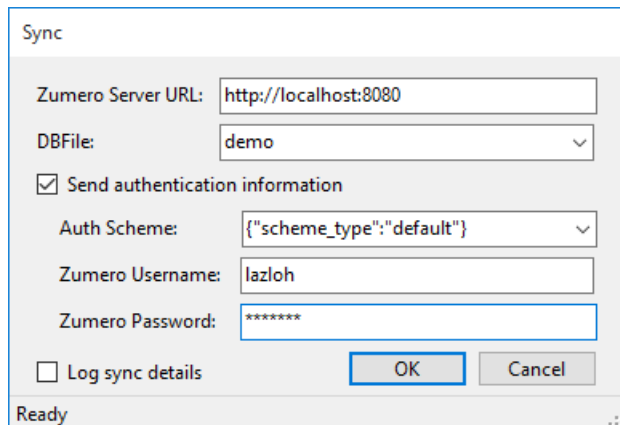 Sync
Zumero Server URL: http://localhost:8080
DBFile: demo
Send authentication information
Auth Scheme: {"scheme_type":"default"}
Zumero Username: lazloh
Zumero Password: *******
Log sync details OK Cancel
Ready